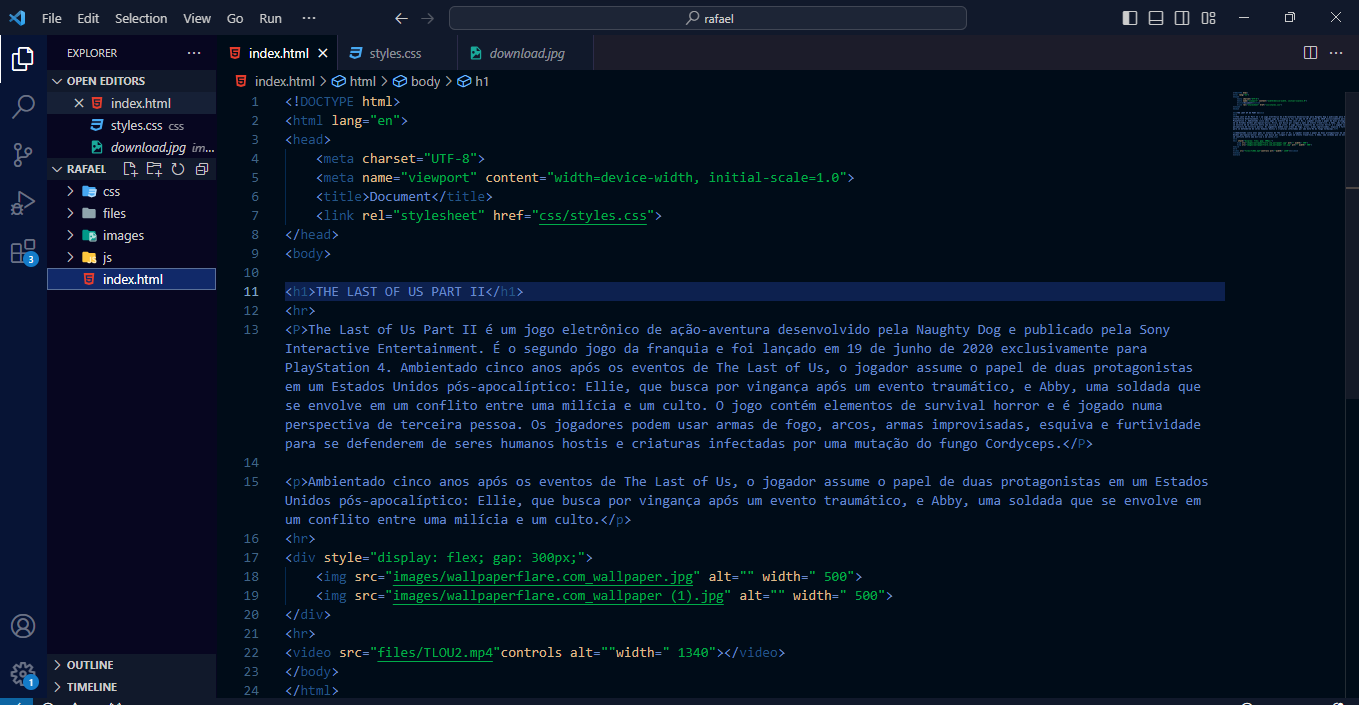 File Edit Selection View Go Run ··· rafael
EXPLORER ···
index.html
styles.css
download.jpg
···
OPEN EDITORS
index.html
styles.css css
download.jpg im...
RAFAEL
css
files
images
js
index.html
OUTLINE
TIMELINE
3
1
index.html > html > body > h1
1 <!DOCTYPE html>
2 <html lang="en">
3 <head>
4 <meta charset="UTF-8">
5 <meta name="viewport" content="width=device-width, initial-scale=1.0">
6 <title>Document</title>
7 <link rel="stylesheet" href="css/styles.css">
8 </head>
9 <body>
10
11 <h1>THE LAST OF US PART II</h1>
12 <hr>
13 <P>The Last of Us Part II é um jogo eletrônico de ação-aventura desenvolvido pela Naughty Dog e publicado pela Sony
Interactive Entertainment. É o segundo jogo da franquia e foi lançado em 19 de junho de 2020 exclusivamente para
PlayStation 4. Ambientado cinco anos após os eventos de The Last of Us, o jogador assume o papel de duas protagonistas
em um Estados Unidos pós-apocalíptico: Ellie, que busca por vingança após um evento traumático, e Abby, uma soldada que
se envolve em um conflito entre uma milícia e um culto. O jogo contém elementos de survival horror e é jogado numa
perspectiva de terceira pessoa. Os jogadores podem usar armas de fogo, arcos, armas improvisadas, esquiva e furtividade
para se defenderem de seres humanos hostis e criaturas infectadas por uma mutação do fungo Cordyceps.</P>
14
15 <p>Ambientado cinco anos após os eventos de The Last of Us, o jogador assume o papel de duas protagonistas em um Estados
Unidos pós-apocalíptico: Ellie, que busca por vingança após um evento traumático, e Abby, uma soldada que se envolve em
um conflito entre uma milícia e um culto.</p>
16 <hr>
17 <div style="display: flex; gap: 300px;">
18 <img src="images/wallpaperflare.com_wallpaper.jpg" alt="" width=" 500">
19 <img src="images/wallpaperflare.com_wallpaper (1).jpg" alt="" width=" 500">
20 </div>
21 <hr>
22 <video src="files/TLOU2.mp4"controls alt=""width=" 1340"></video>
23 </body>
24 </html>